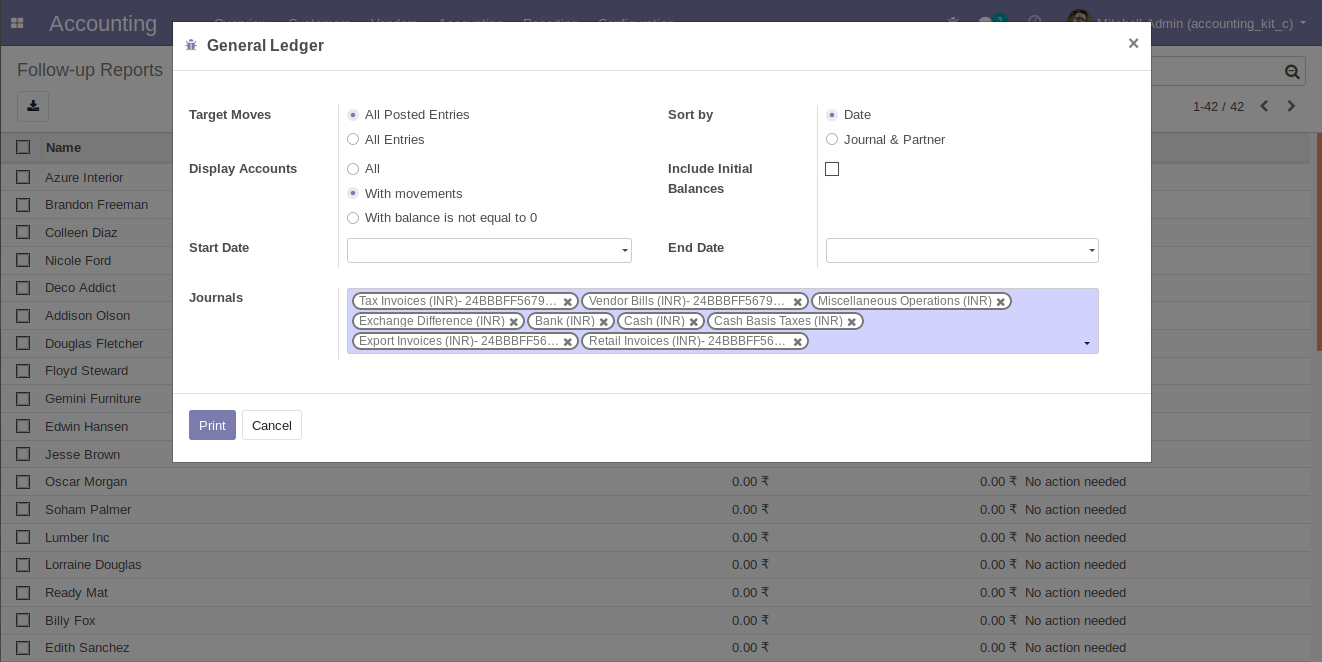 Accounting Overview Customers Vendors Accounting Reporting Configuration 3 Mitchell Admin (accounting_kit_c)
General Ledger ×
Follow-up Reports
Target Moves All Posted Entries Sort by Date
1-42 / 42
All Entries Journal & Partner
Name
Display Accounts All Include Initial
Balances
Azure Interior
With movements
Brandon Freeman
With balance is not equal to 0
Colleen Diaz
Start Date End Date
Nicole Ford
Deco Addict
Journals Tax Invoices (INR)- 24BBBFF5679… Vendor Bills (INR)- 24BBBFF5679… Miscellaneous Operations (INR)
Addison Olson
Exchange Difference (INR) Bank (INR) Cash (INR) Cash Basis Taxes (INR)
Douglas Fletcher
Export Invoices (INR)- 24BBBFF56… Retail Invoices (INR)- 24BBBFF56…
Floyd Steward
Gemini Furniture
Edwin Hansen
Print Cancel
Jesse Brown
Oscar Morgan 0.00 ₹ 0.00 ₹ No action needed
Soham Palmer 0.00 ₹ 0.00 ₹ No action needed
Lumber Inc 0.00 ₹ 0.00 ₹ No action needed
Lorraine Douglas 0.00 ₹ 0.00 ₹ No action needed
Ready Mat 0.00 ₹ 0.00 ₹ No action needed
Billy Fox 0.00 ₹ 0.00 ₹ No action needed
Edith Sanchez 0.00 ₹ 0.00 ₹ No action needed